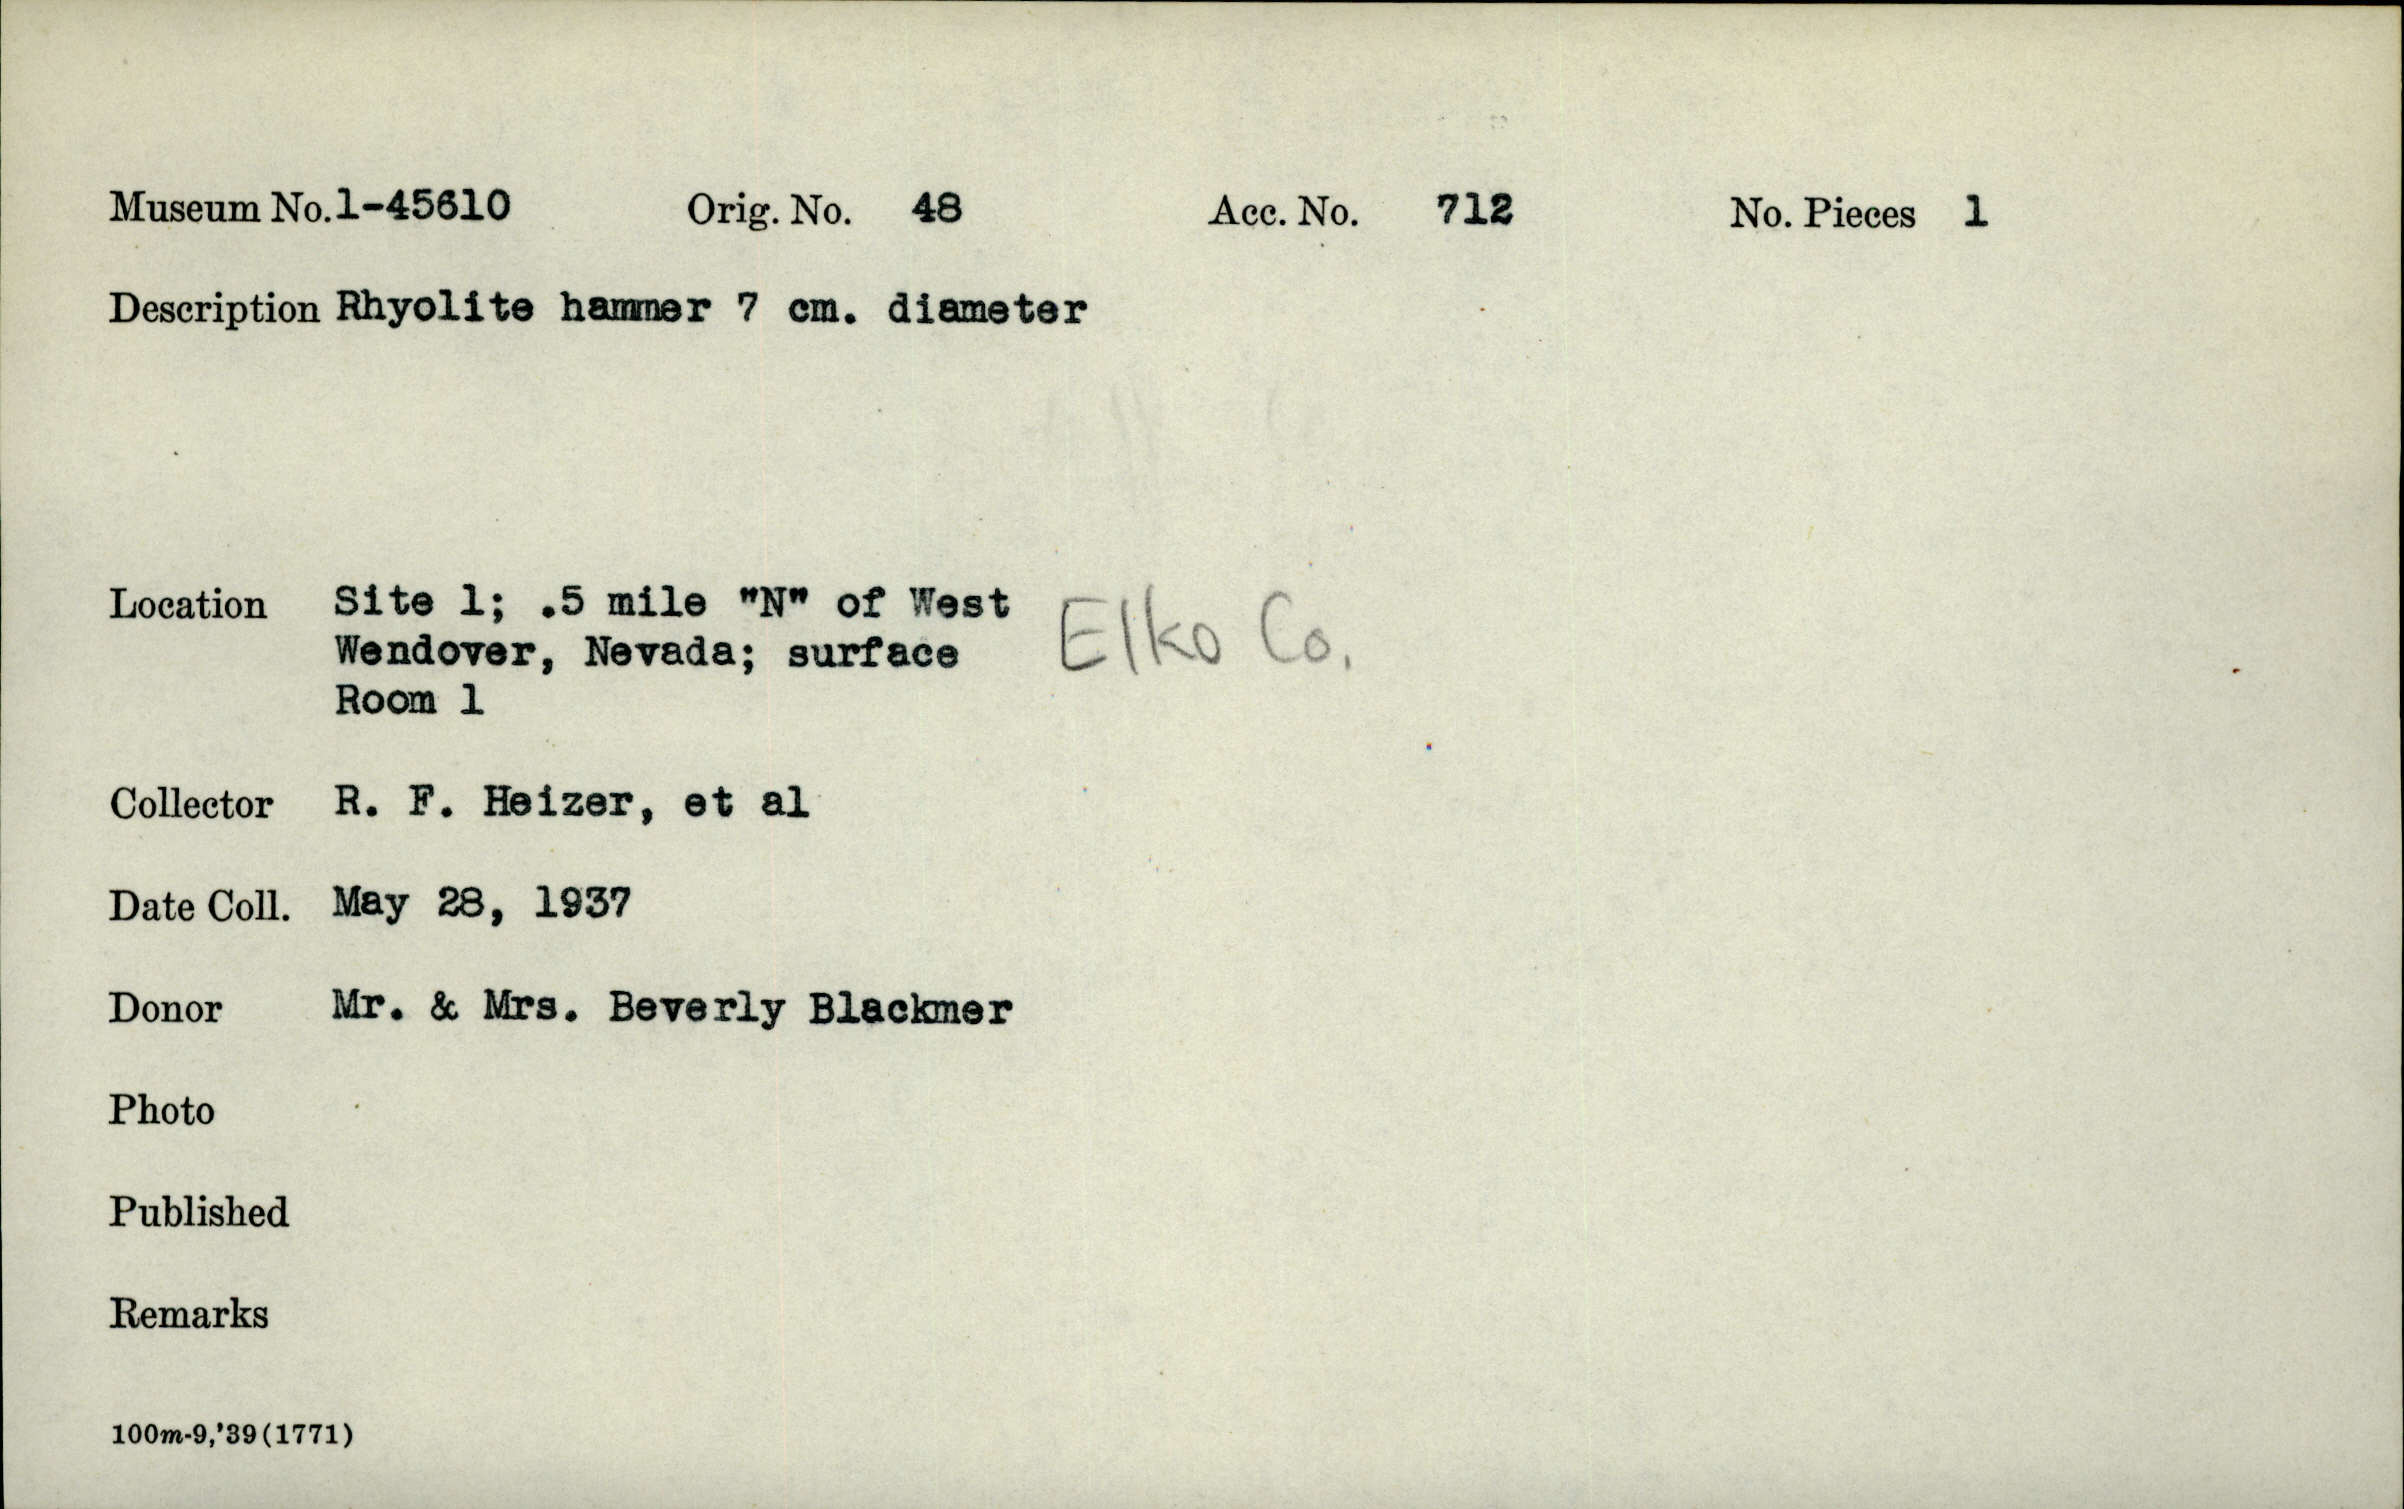 Museum No. 1-45610 Orig. No. 48 Acc. No. 712 No. Pieces 1
Description Rhyolite hammer 7 cm. diameter
Location Site 1; .5 mile "N" of West
Wendover, Nevada; surface Elko Co.
Room 1
Collector R. F. Heizer, et al
Date Coll. May 28, 1937
Donor Mr. & Mrs. Beverly Blackmer
Photo
Published
Remarks
100m-9,'39(1771)